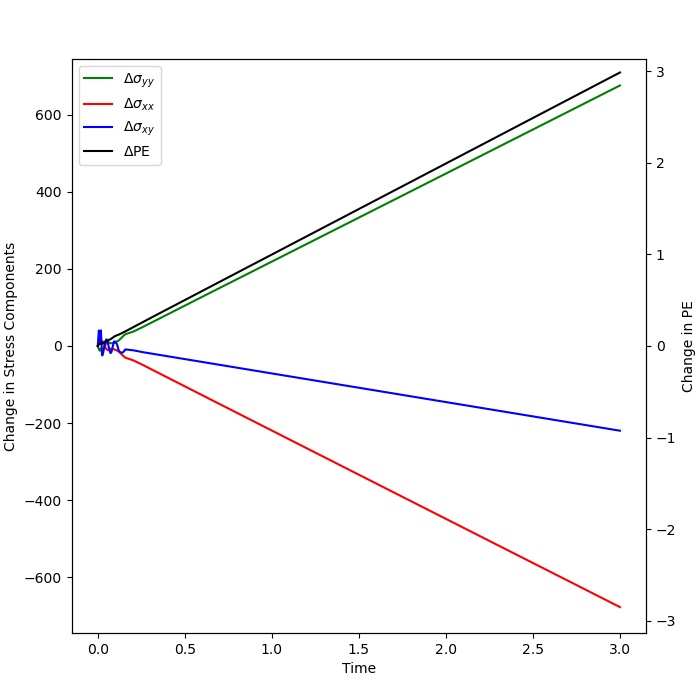 Δσyy
Δσxx
Δσxy
ΔPE
600
400
200
0
−200
−400
−600
Change in Stress Components
3
2
1
0
−1
−2
−3
Change in PE
0.0 0.5 1.0 1.5 2.0 2.5 3.0
Time